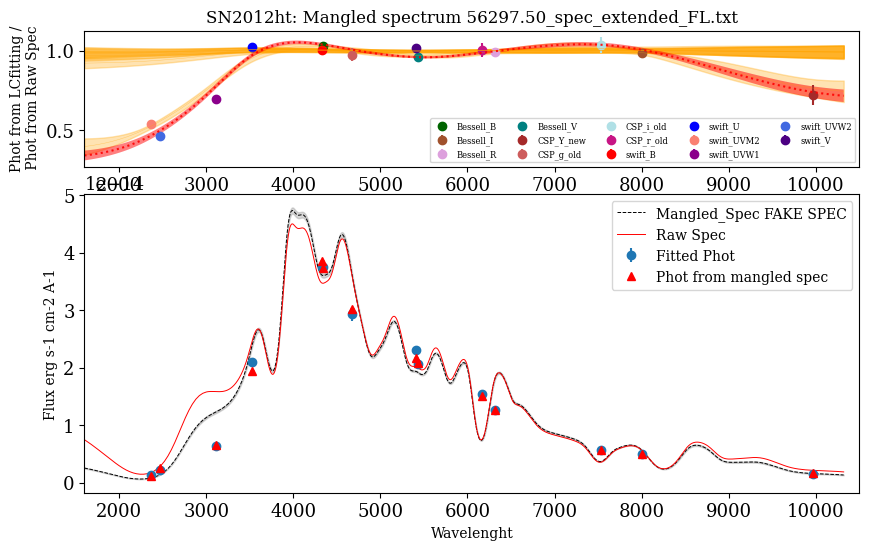 SN2012ht: Mangled spectrum 56297.50_spec_extended_FL.txt
Phot from LCfitting /
Phot from Raw Spec
1.0
0.5
Bessell_B
Bessell_I
Bessell_R
Bessell_V
CSP_Y_new
CSP_g_old
CSP_i_old
CSP_r_old
swift_B
swift_U
swift_UVM2
swift_UVW1
swift_UVW2
swift_V
2000 3000 4000 5000 6000 7000 8000 9000 10000
Flux erg s-1 cm-2 A-1
5
4
3
2
1
0
Mangled_Spec FAKE SPEC
Raw Spec
Fitted Phot
Phot from mangled spec
2000 3000 4000 5000 6000 7000 8000 9000 10000
Wavelenght